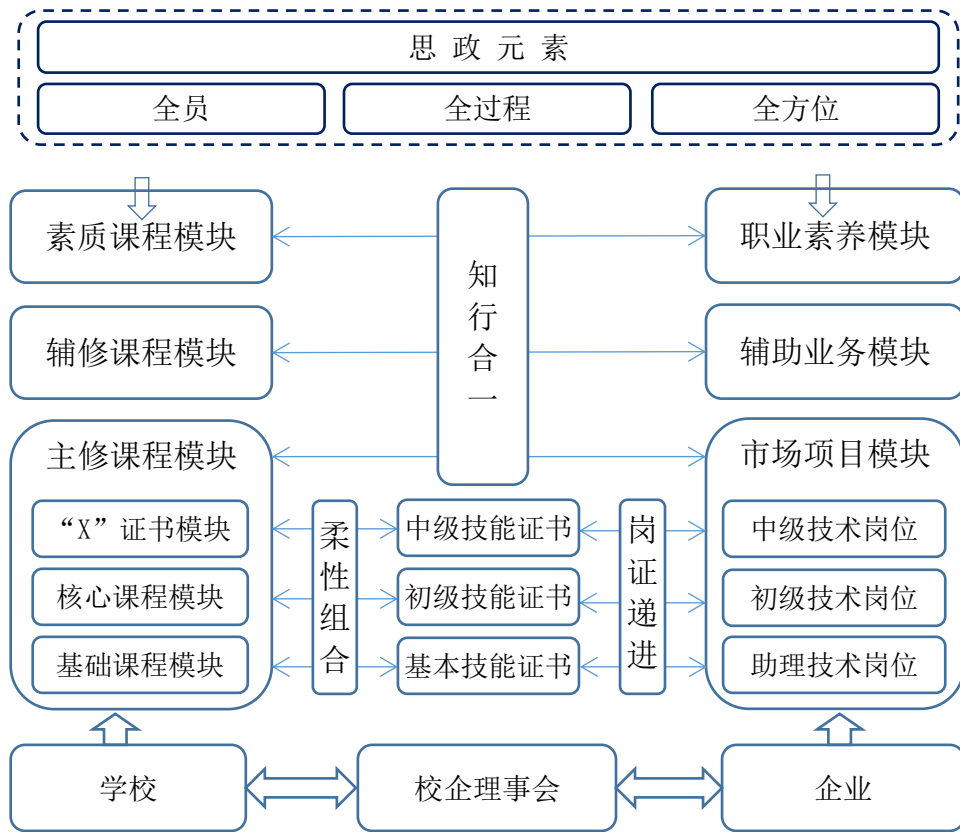 思政元素
全员
全过程
全方位
素质课程模块
知行合一
职业素养模块
辅修课程模块
辅助业务模块
主修课程模块
市场项目模块
“X”证书模块
柔性组合
中级技能证书
岗证递进
中级技术岗位
核心课程模块
初级技能证书
初级技术岗位
基础课程模块
基本技能证书
助理技术岗位
学校
校企理事会
企业